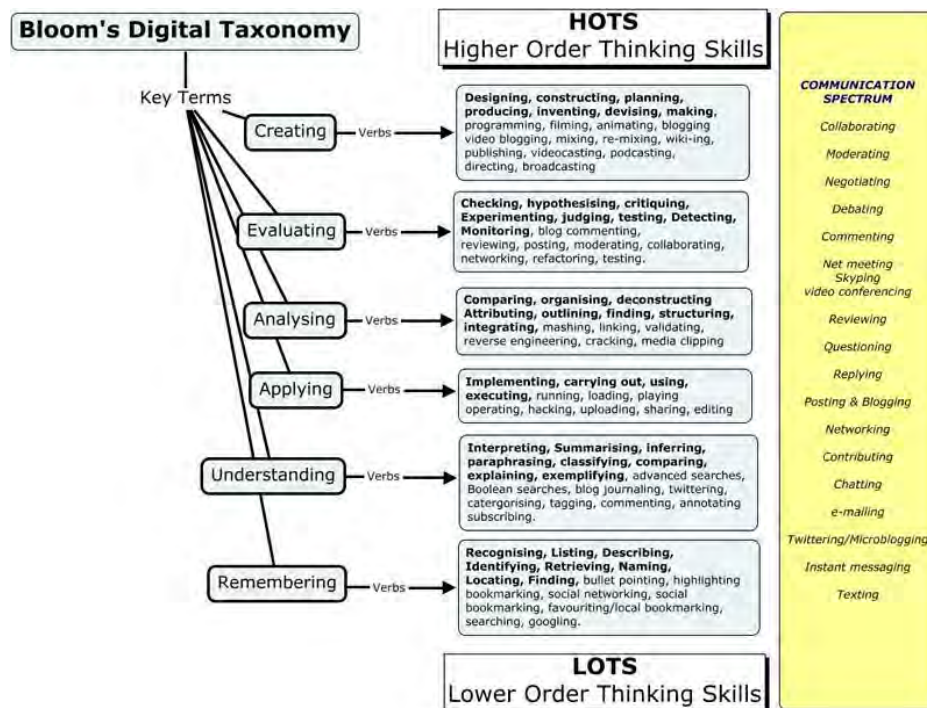 Bloom's Digital Taxonomy
HOTS
Higher Order Thinking Skills
Key Terms
Creating
Verbs
Designing, constructing, planning,
producing, inventing, devising, making,
programming, filming, animating, blogging
video blogging, mixing, re-mixing, wiki-ing,
publishing, videocasting, podcasting,
directing, broadcasting
Evaluating
Verbs
Checking, hypothesising, critiquing,
Experimenting, judging, testing, Detecting,
Monitoring, blog commenting,
reviewing, posting, moderating, collaborating,
networking, refactoring, testing.
Analysing
Verbs
Comparing, organising, deconstructing
Attributing, outlining, finding, structuring,
integrating, mashing, linking, validating,
reverse engineering, cracking, media clipping
Applying
Verbs
Implementing, carrying out, using,
executing, running, loading, playing
operating, hacking, uploading, sharing, editing
Understanding
Verbs
Interpreting, Summarising, inferring,
paraphrasing, classifying, comparing,
explaining, exemplifying, advanced searches,
Boolean searches, blog journaling, twittering,
catergorising, tagging, commenting, annotating
subscribing.
Remembering
Verbs
Recognising, Listing, Describing,
Identifying, Retrieving, Naming,
Locating, Finding, bullet pointing, highlighting
bookmarking, social networking, social
bookmarking, favouriting/local bookmarking,
searching, googling.
LOTS
Lower Order Thinking Skills
COMMUNICATION
SPECTRUM
Collaborating
Moderating
Negotiating
Debating
Commenting
Net meeting
Skyping
video conferencing
Reviewing
Questioning
Replying
Posting & Blogging
Networking
Contributing
Chatting
e-mailing
Twittering/Microblogging
Instant messaging
Texting